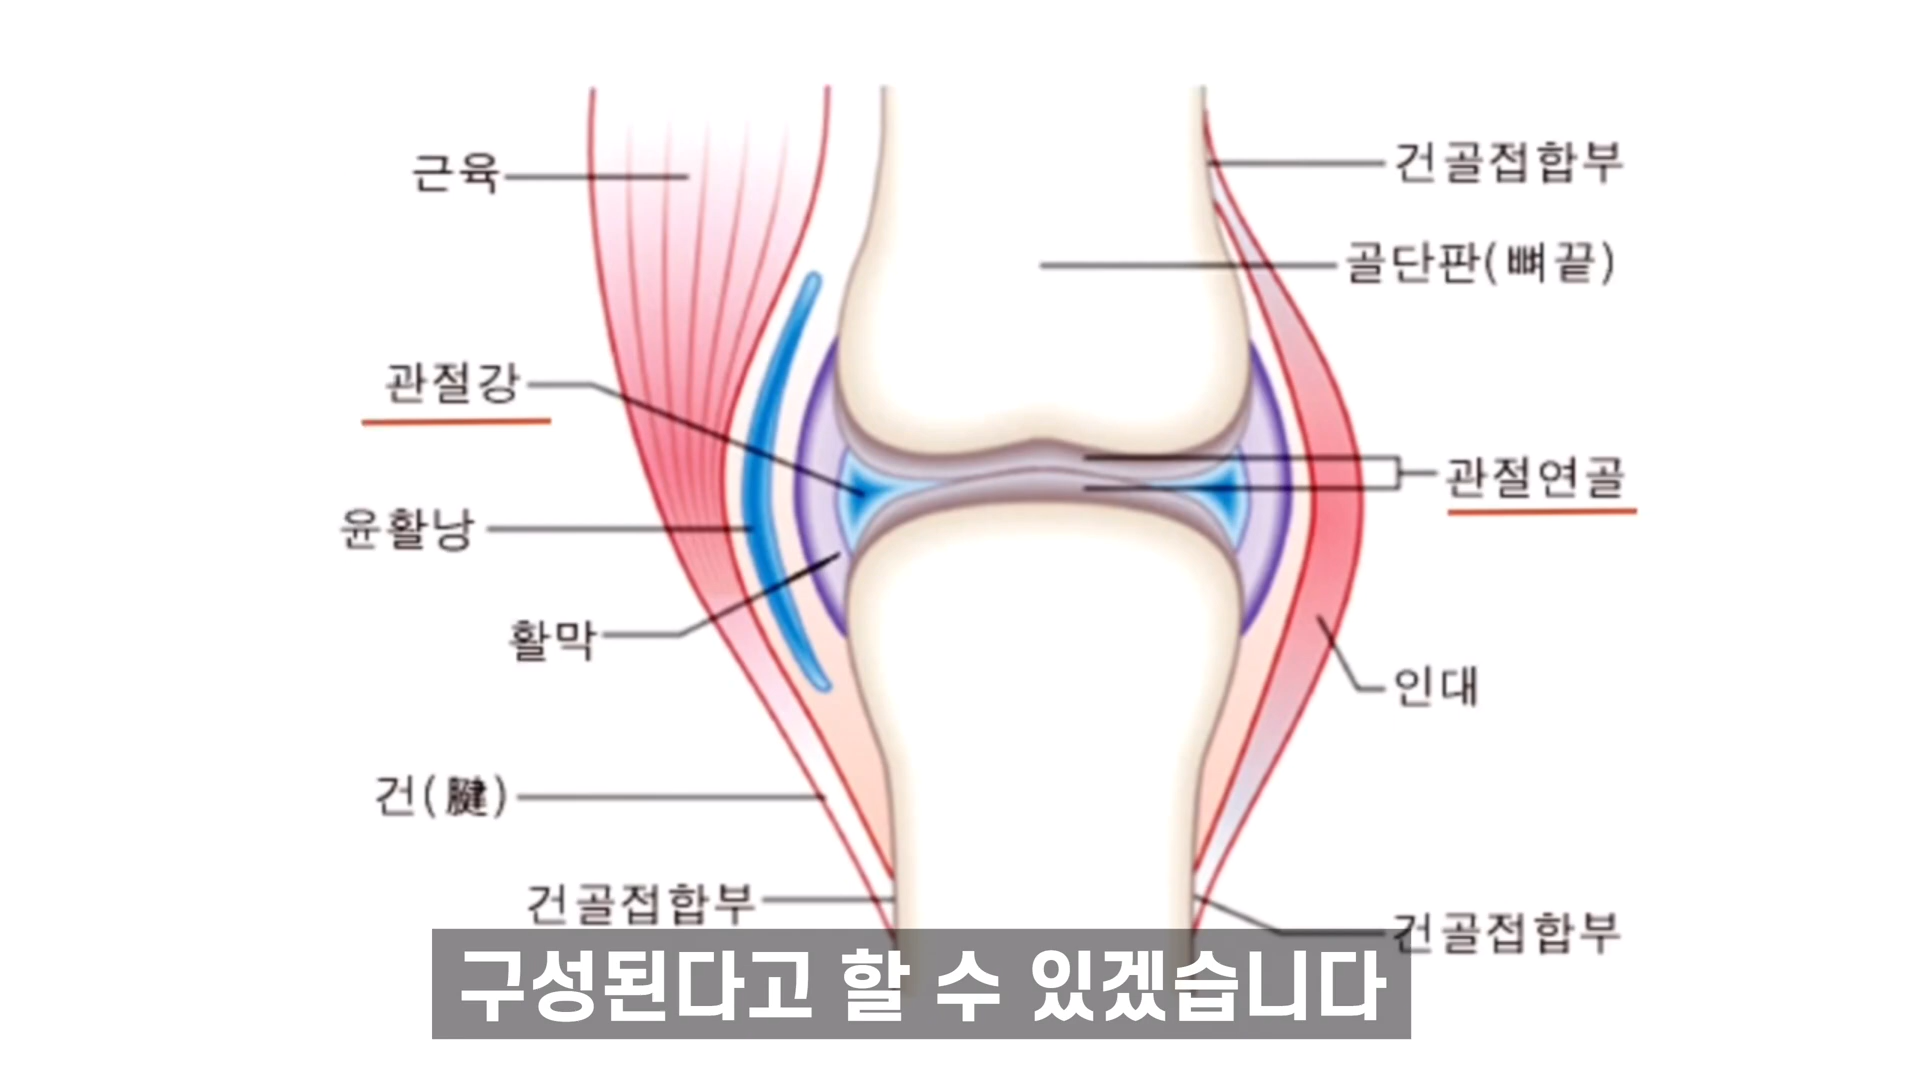 근육
건골접합부
골단판(뼈끝)
관절강
관절연골
윤활낭
활막
인대
건(腱)
건골접합부
건골접합부
구성된다고 할 수 있겠습니다